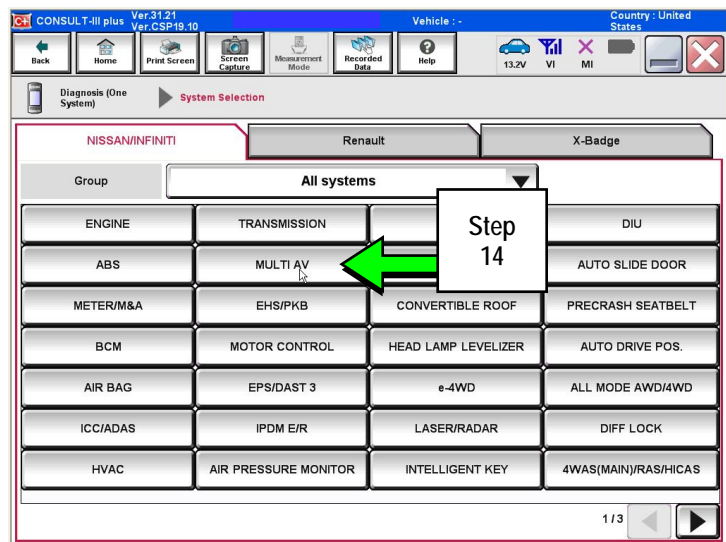 CONSULT-III plus
Ver.31.21
Ver.CSP19.10
Vehicle : -
Country : United
States
Back
Home
Print Screen
Screen
Capture
Measurement
Mode
Recorded
Data
Help
13.2V
VI
MI
Diagnosis (One
System)
System Selection
NISSAN/INFINITI
Renault
X-Badge
Group
All systems
Step
14
ENGINE
TRANSMISSION
DIU
ABS
MULTI AV
AUTO SLIDE DOOR
METER/M&A
EHS/PKB
CONVERTIBLE ROOF
PRECRASH SEATBELT
BCM
MOTOR CONTROL
HEAD LAMP LEVELIZER
AUTO DRIVE POS.
AIR BAG
EPS/DAST 3
e-4WD
ALL MODE AWD/4WD
ICC/ADAS
IPDM E/R
LASER/RADAR
DIFF LOCK
HVAC
AIR PRESSURE MONITOR
INTELLIGENT KEY
4WAS(MAIN)/RAS/HICAS
1/3